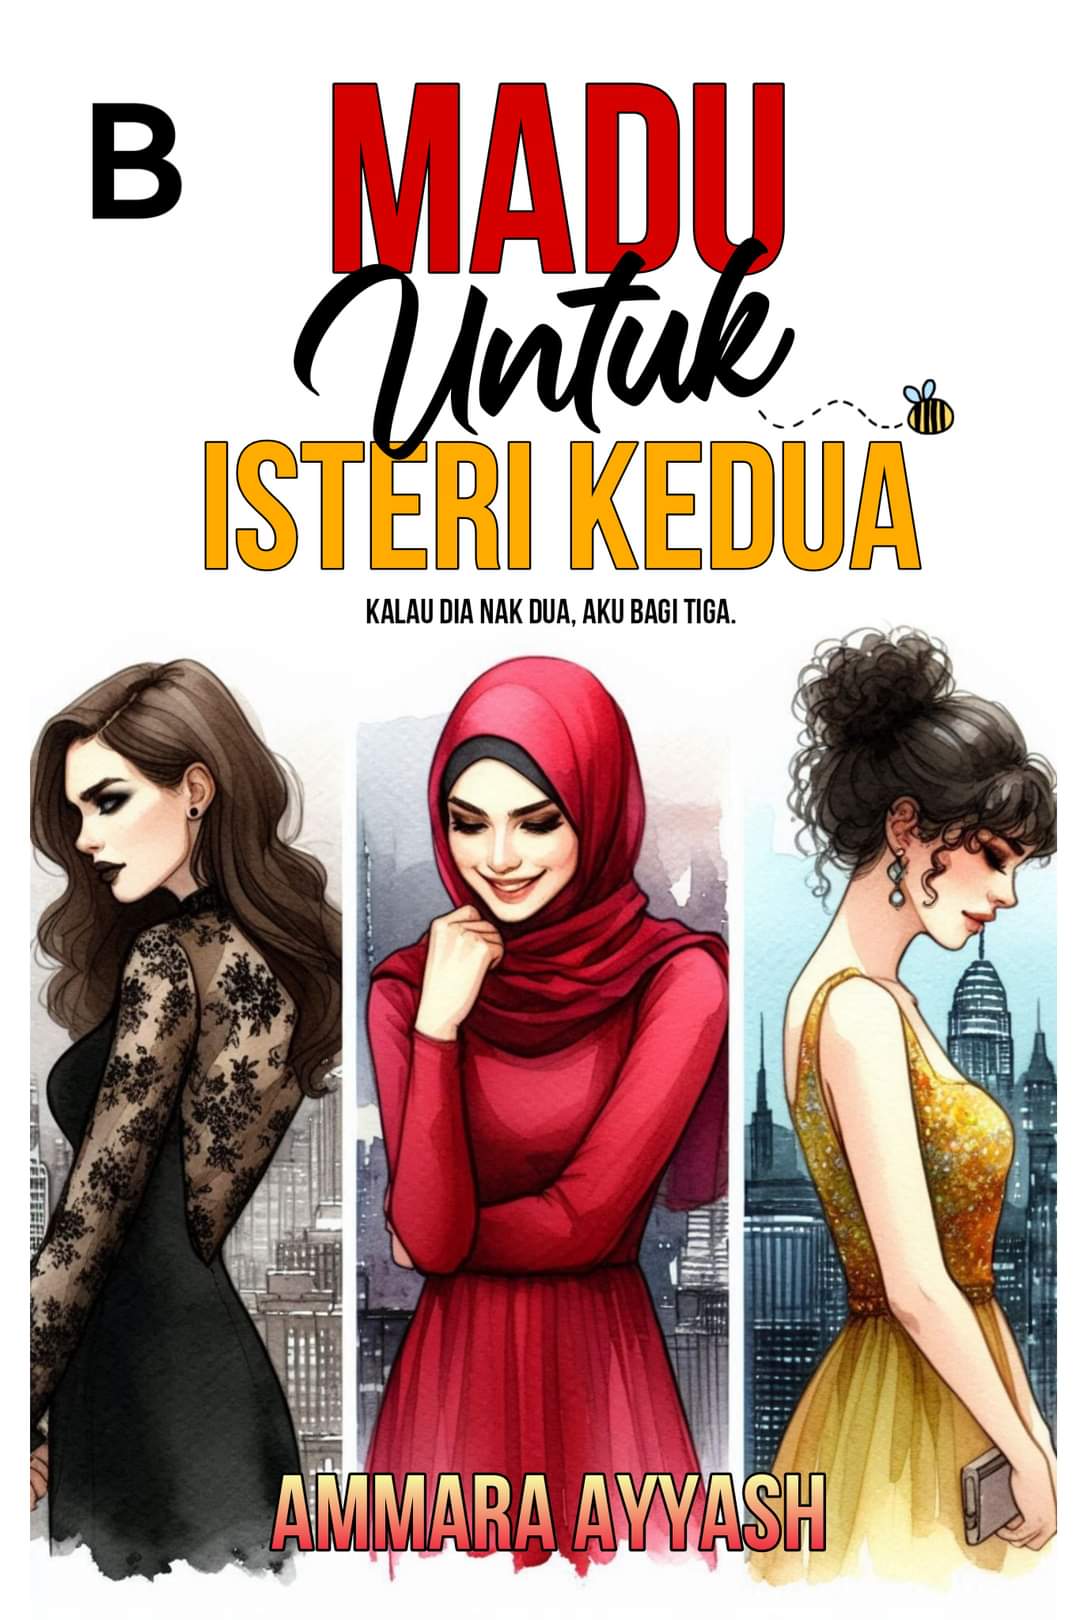 B
MADU
Untuk
ISTERI KEDUA
KALAU DIA NAK DUA, AKU BAGI TIGA.
AMMARA AYYASH